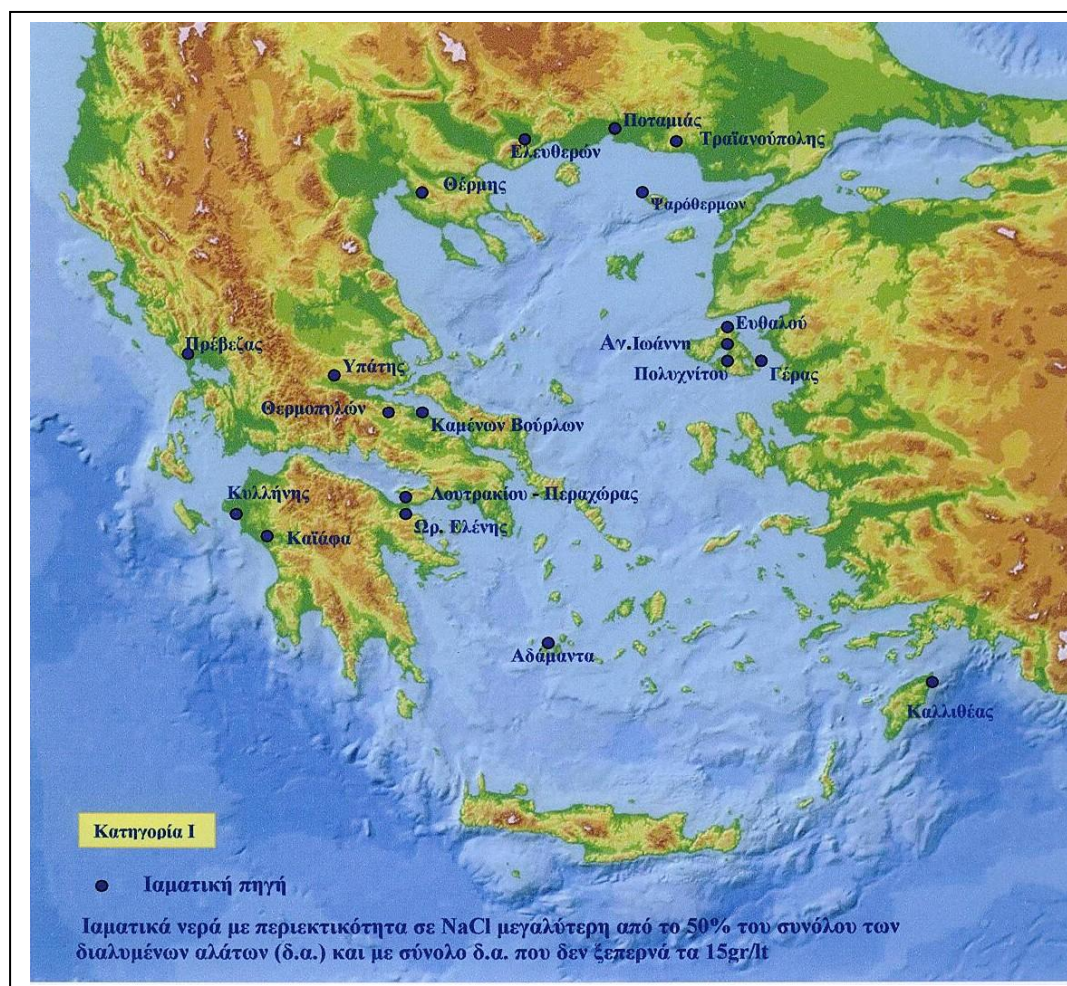 Ποταμιάς
Ελευθερών
Τραϊανούπολης
Θέρμης
Ψαρόθερμων
Ευθαλού
Πρέβεζας
Αγ.Ιωάννη
Υπάτης
Πολυχνίτου
Γέρας
Θερμοπυλών
Καμένων Βούρλων
Κυλλήνης
Λουτρακίου - Περαχώρας
Ωρ. Ελένης
Καϊάφα
Αδάμαντα
Καλλιθέας
Κατηγορία Ι
Ιαματική πηγή
Ιαματικά νερά με περιεκτικότητα σε NaCl μεγαλύτερη από το 50% του συνόλου των
διαλυμένων αλάτων (δ.α.) και με σύνολο δ.α. που δεν ξεπερνά τα 15gr/lt